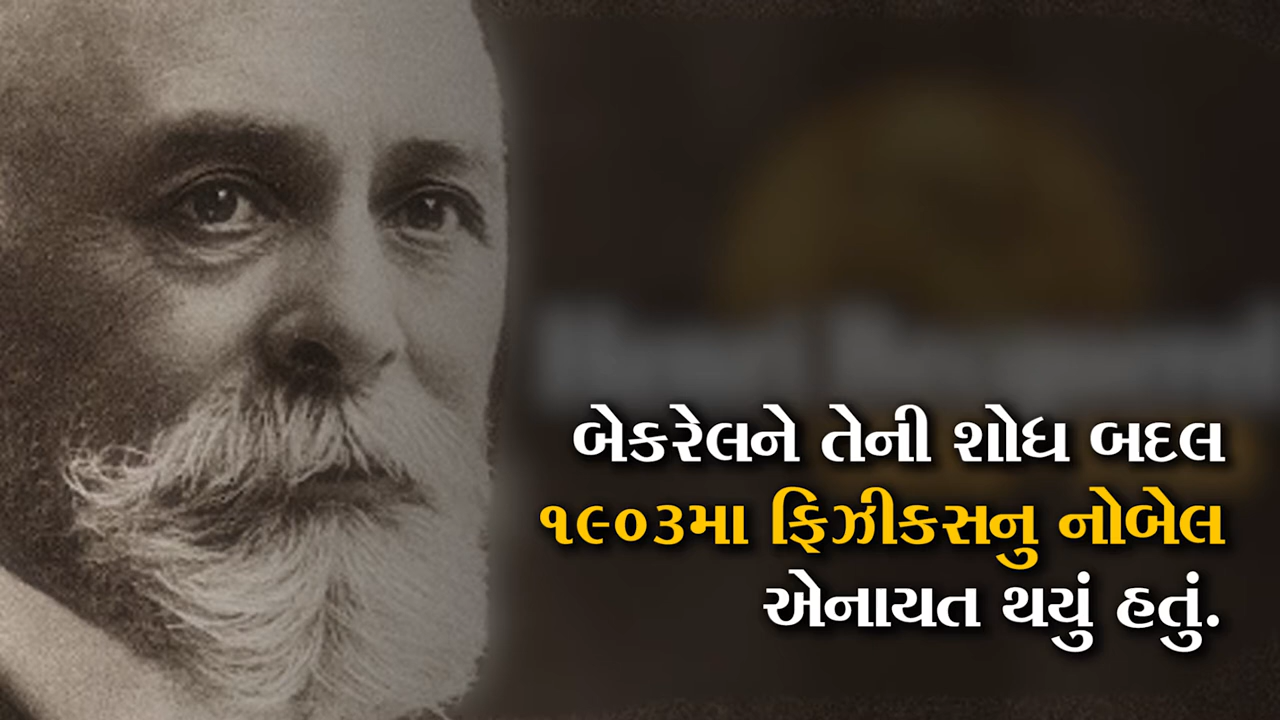 બેકરેલને તેની શોધ બદલ
૧૯૦૩મા ફિઝીકસનુ નોબેલ
એનાયત થયું હતું.